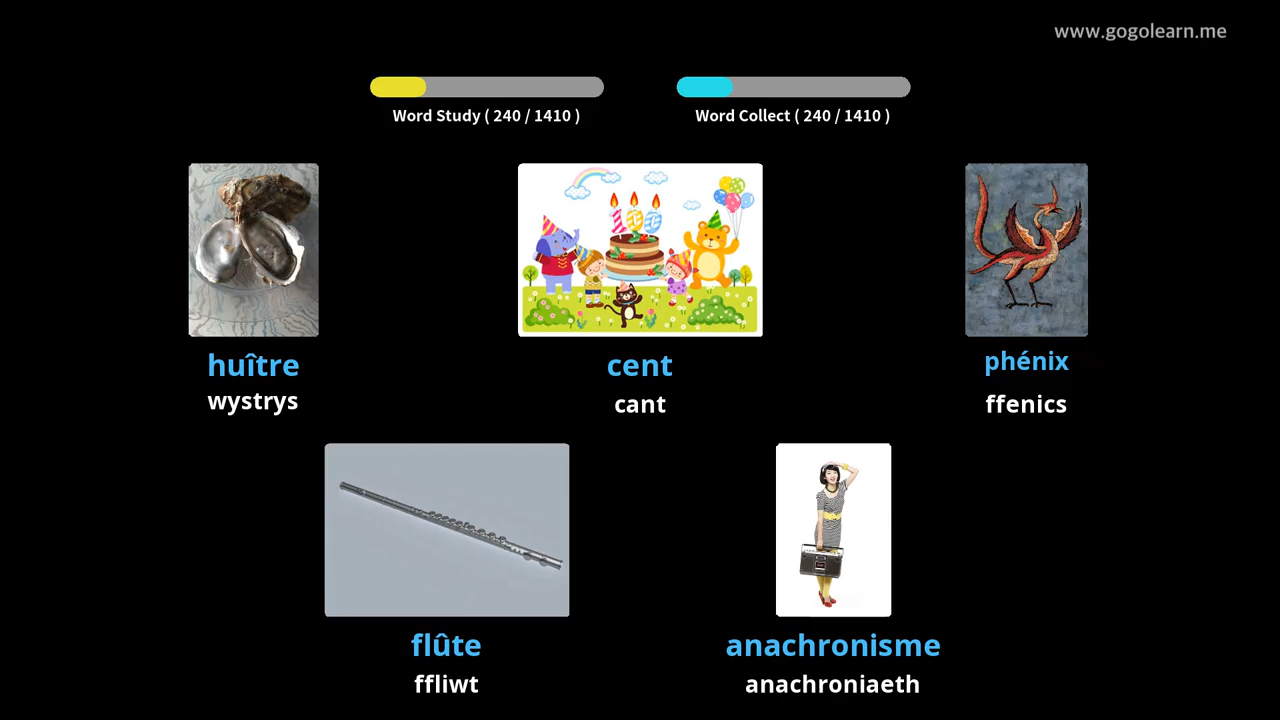 www.gogolearn.me
Word Study ( 240 / 1410 )
Word Collect ( 240 / 1410 )
100
huître
wystrys
cent
cant
phénix
ffenics
flûte
ffliwt
anachronisme
anachroniaeth